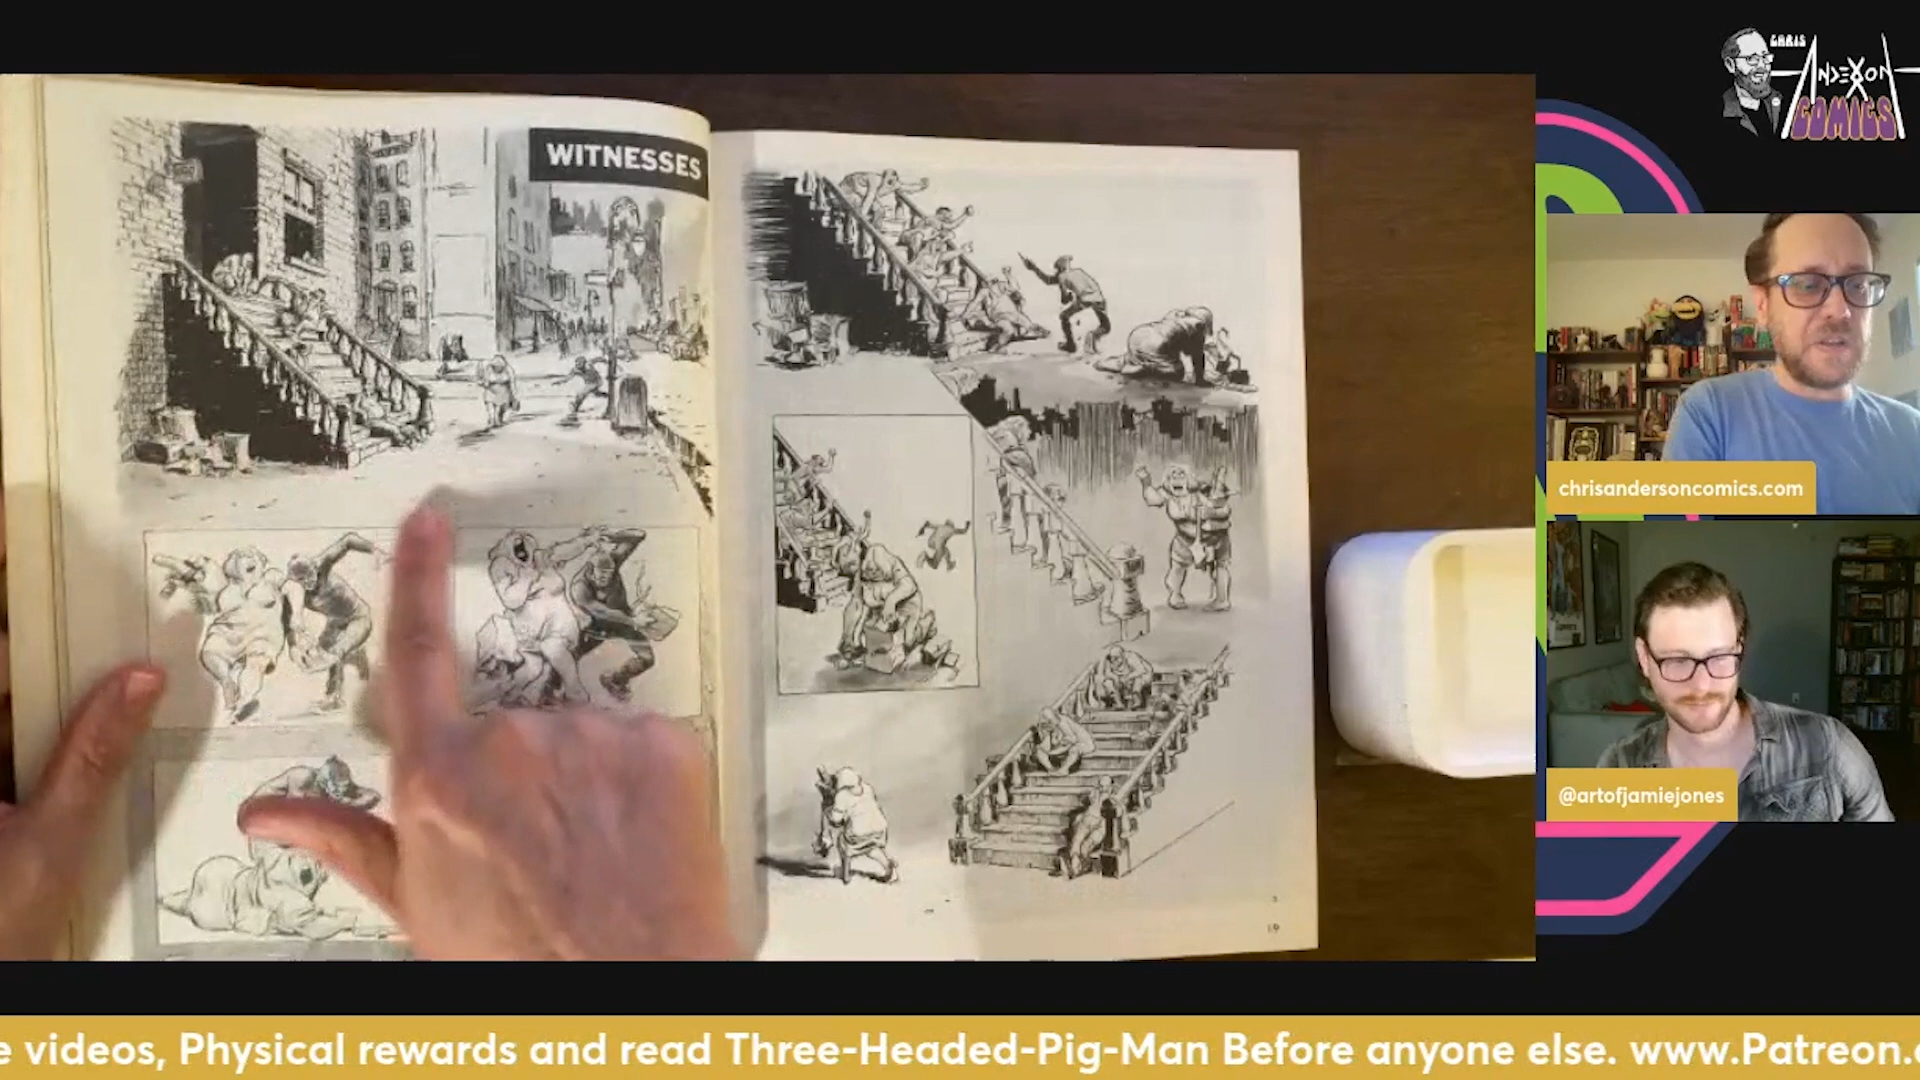 WITNESSES
CHRIS
ANDERSON
COMICS
chrisandersoncomics.com
@artofjamiejones
19
e videos, Physical rewards and read Three-Headed-Pig-Man Before anyone else. www.Patreon.c